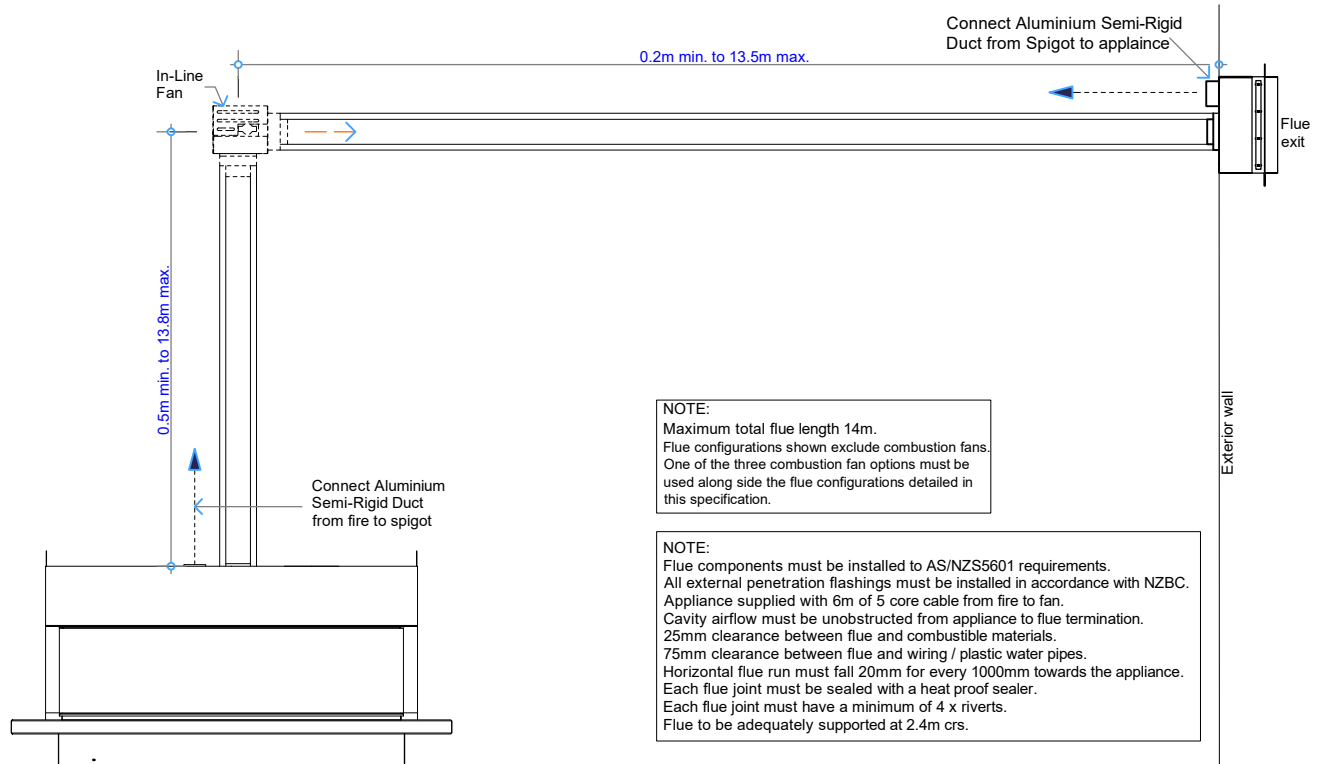 Connect Aluminium Semi-Rigid
Duct from Spigot to applaince
0.2m min. to 13.5m max.
In-Line
Fan
Flue
exit
0.5m min. to 13.8m max.
Exterior wall
Connect Aluminium
Semi-Rigid Duct
from fire to spigot
NOTE:
Maximum total flue length 14m.
Flue configurations shown exclude combustion fans.
One of the three combustion fan options must be
used along side the flue configurations detailed in
this specification.
NOTE:
Flue components must be installed to AS/NZS5601 requirements.
All external penetration flashings must be installed in accordance with NZBC.
Appliance supplied with 6m of 5 core cable from fire to fan.
Cavity airflow must be unobstructed from appliance to flue termination.
25mm clearance between flue and combustible materials.
75mm clearance between flue and wiring / plastic water pipes.
Horizontal flue run must fall 20mm for every 1000mm towards the appliance.
Each flue joint must be sealed with a heat proof sealer.
Each flue joint must have a minimum of 4 x riverts.
Flue to be adequately supported at 2.4m crs.